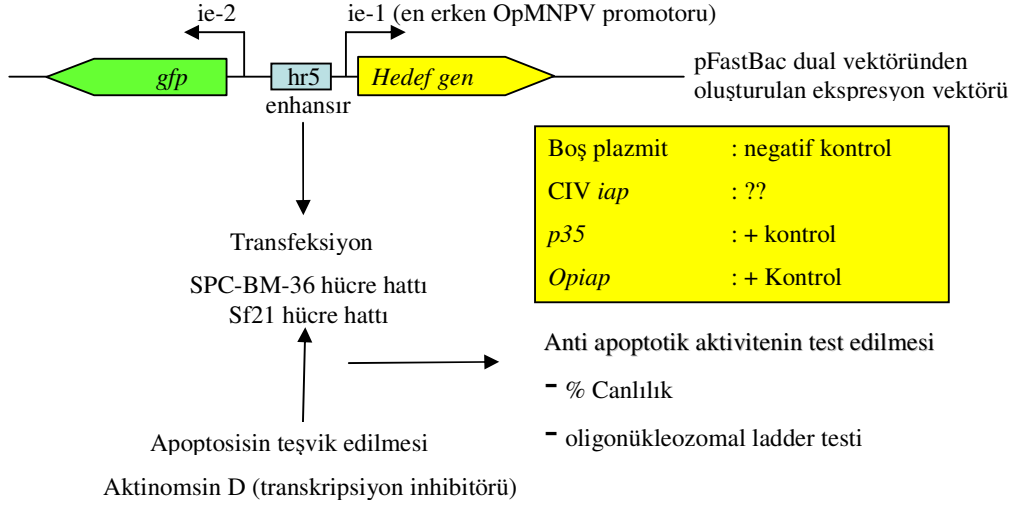 ie-2
ie-1 (en erken OpMNPV promotoru)
gfp
hr5
Hedef gen
enhansır
pFastBac dual vektöründen
oluşturulan ekspresyon vektörü
Boş plazmit : negatif kontrol
CIV iap : ??
p35 : + kontrol
Opiap : + Kontrol
Transfeksiyon
SPC-BM-36 hücre hattı
Sf21 hücre hattı
Anti apoptotik aktivitenin test edilmesi
- % Canlılık
- oligonükleozomal ladder testi
Apoptosisin teşvik edilmesi
Aktinomsin D (transkripsiyon inhibitörü)